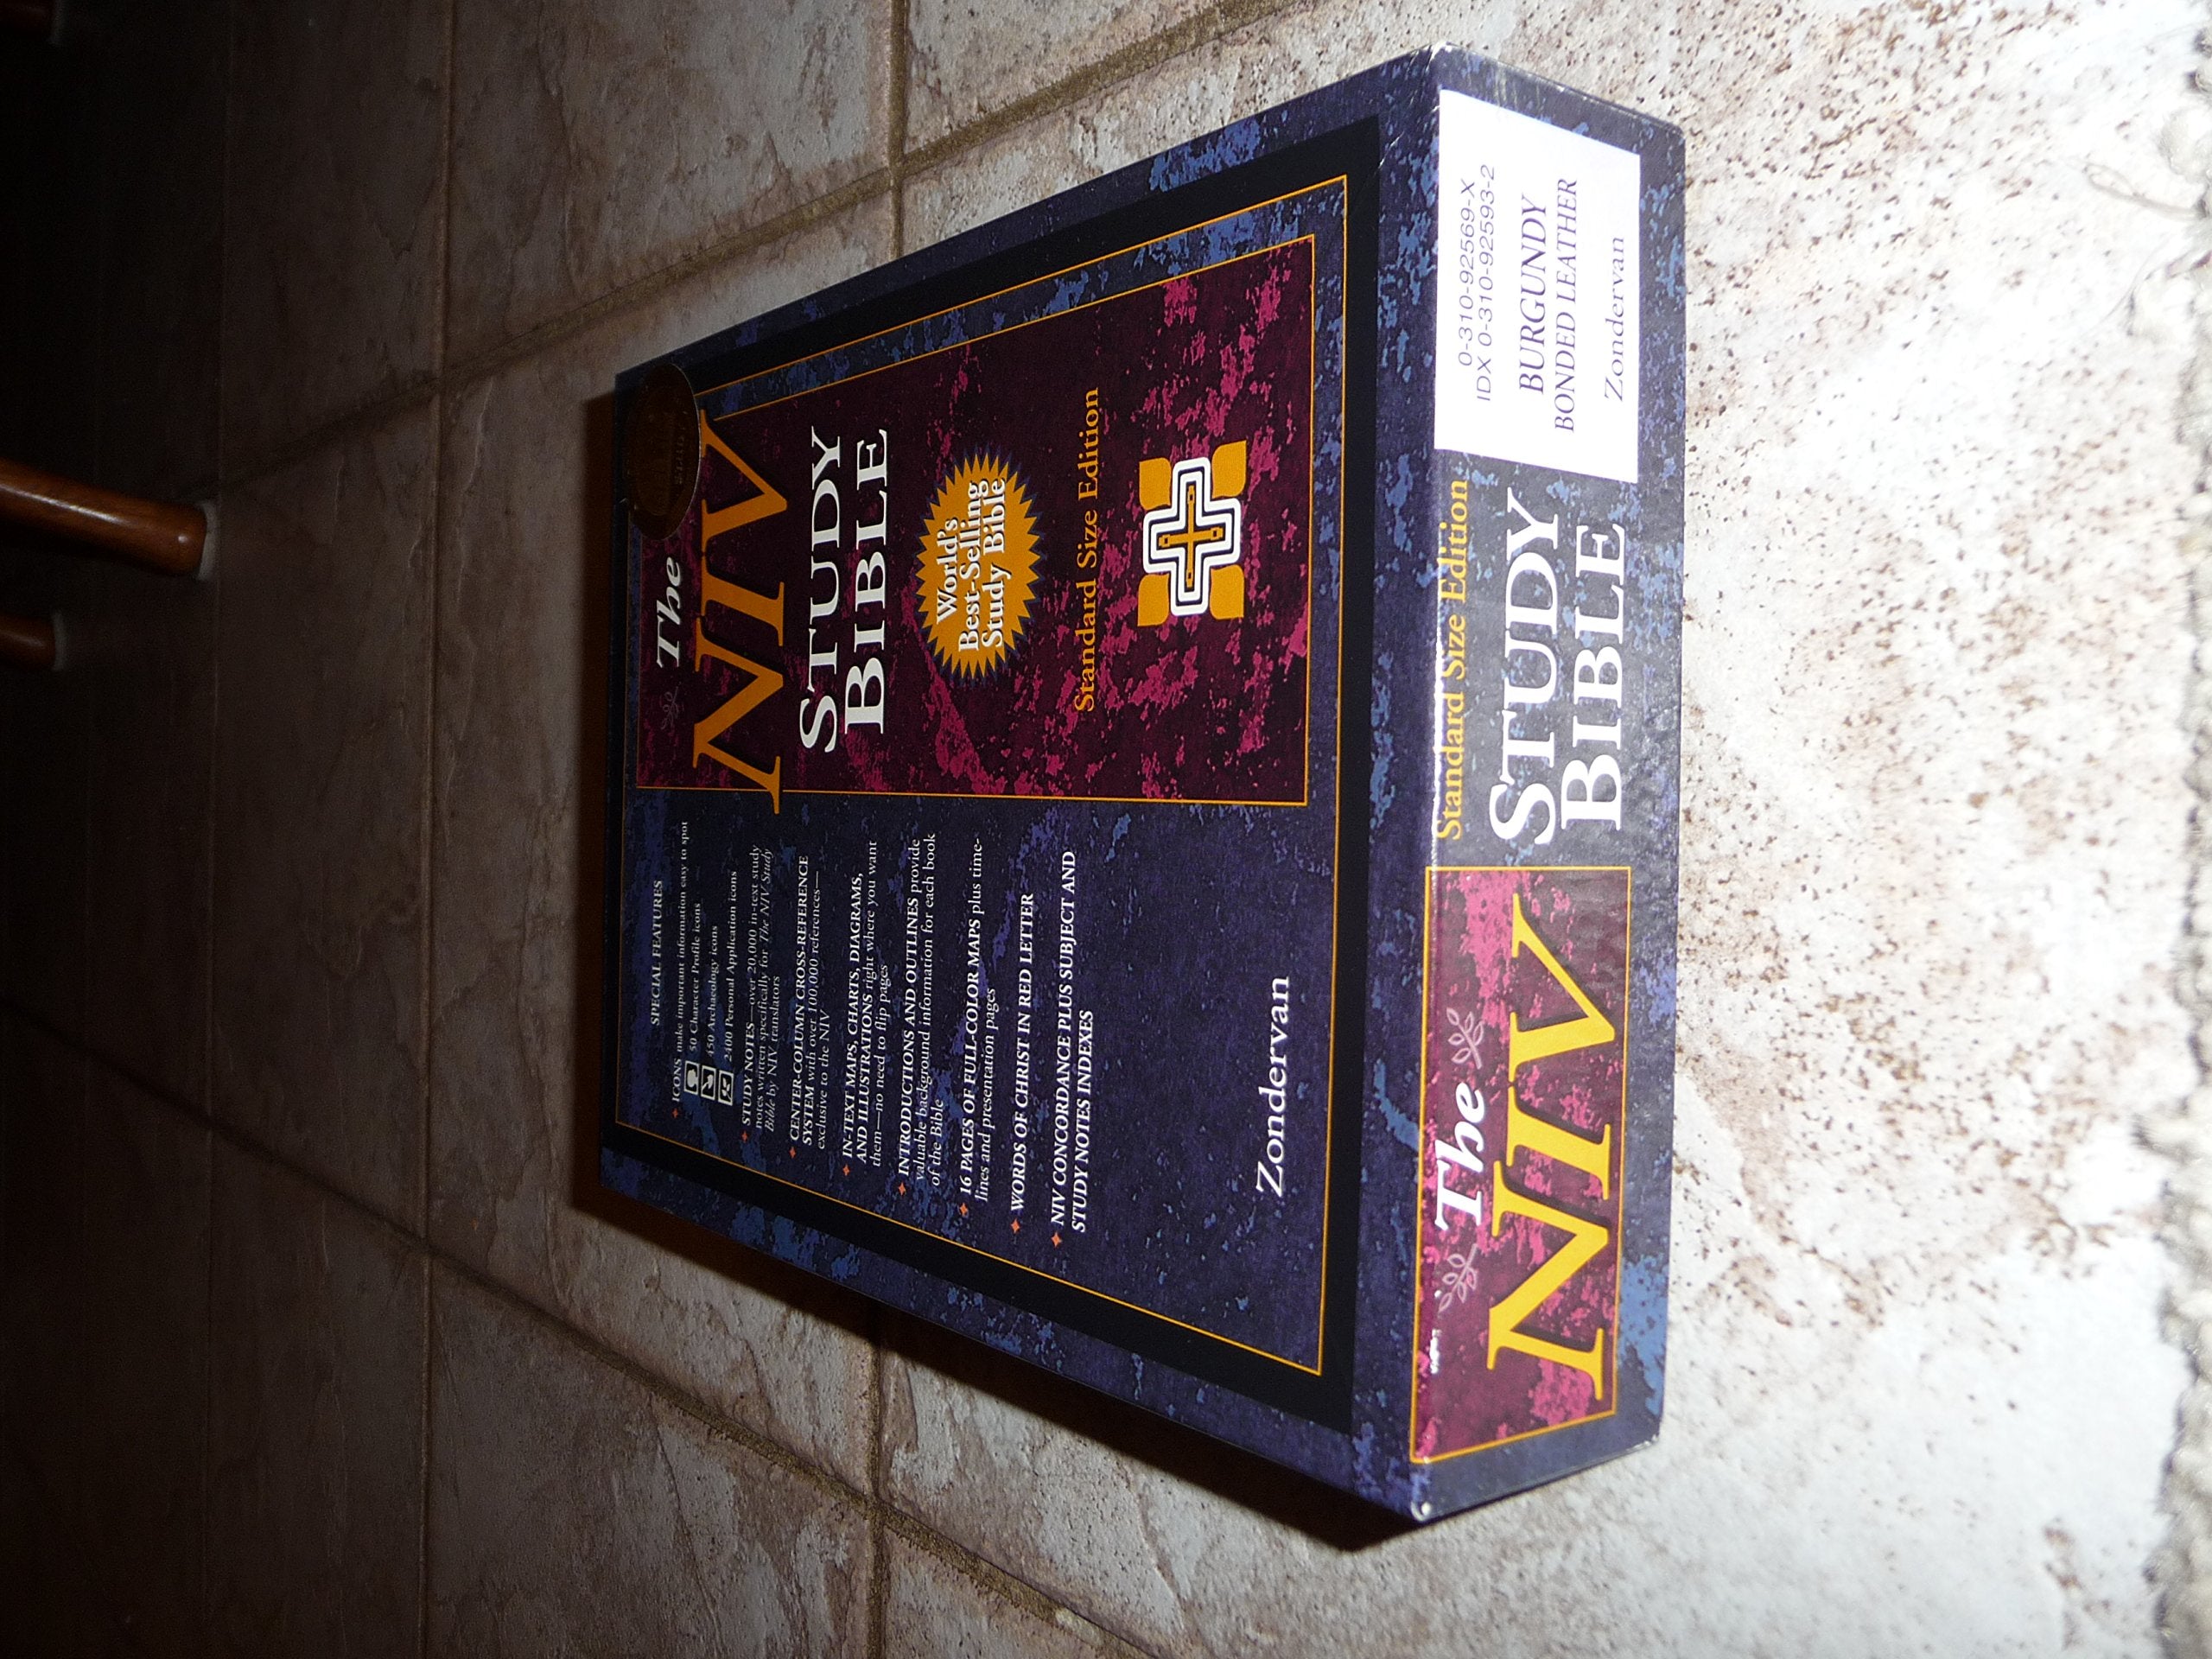 SPECIAL FEATURES
ICONS make important information easy to spot
50 Character Profile icons
450 Archaeology icons
2400 Personal Application icons
STUDY NOTES—over 20,000 in-text study
notes written specifically for The NIV Study
Bible by NIV translators
CENTER-COLUMN CROSS-REFERENCE
SYSTEM with over 100,000 references—
exclusive to the NIV
IN-TEXT MAPS, CHARTS, DIAGRAMS,
AND ILLUSTRATIONS right where you want
them—no need to flip pages
INTRODUCTIONS AND OUTLINES provide
valuable background information for each book
of the Bible
16 PAGES OF FULL-COLOR MAPS plus time-
lines and presentation pages
WORDS OF CHRIST IN RED LETTER
NIV CONCORDANCE PLUS SUBJECT AND
STUDY NOTES INDEXES
Zondervan
The
NIV
STUDY
BIBLE
World's
Best-Selling
Study Bible
Standard Size Edition
The
NIV
Standard Size Edition
STUDY
BIBLE
0-310-92569-X
IDX 0-310-92593-2
BURGUNDY
BONDED LEATHER
Zondervan